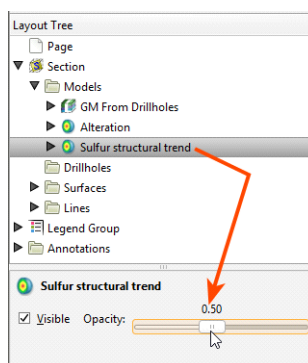 Layout Tree
Page
Section
Models
GM From Drillholes
Alteration
Sulfur structural trend
Drillholes
Surfaces
Lines
Legend Group
Annotations
Sulfur structural trend
0.50
Visible Opacity: